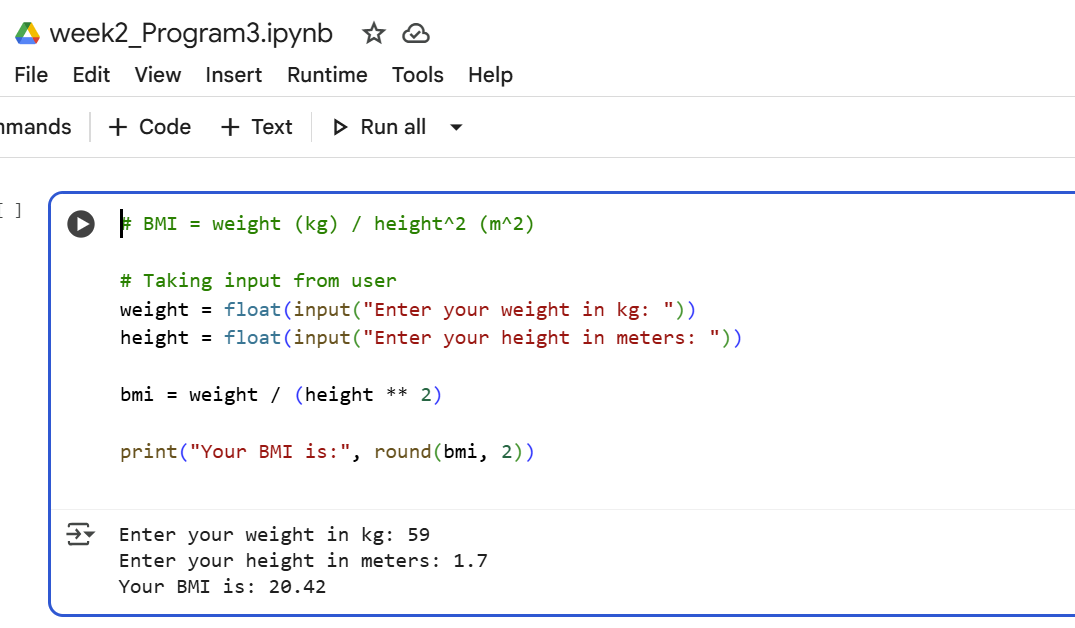 week2_Program3.ipynb
File Edit View Insert Runtime Tools Help
+ Code + Text Run all
[ ]
# BMI = weight (kg) / height^2 (m^2)
# Taking input from user
weight = float(input("Enter your weight in kg: "))
height = float(input("Enter your height in meters: "))
bmi = weight / (height ** 2)
print("Your BMI is:", round(bmi, 2))
Enter your weight in kg: 59
Enter your height in meters: 1.7
Your BMI is: 20.42